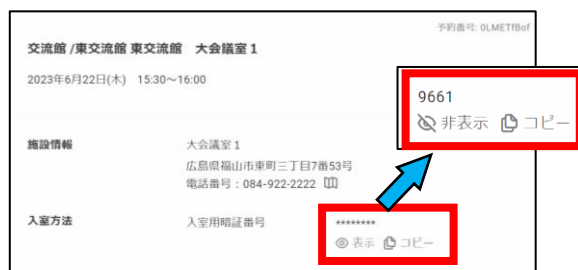 予約番号: 0LMETfBof
交流館 /東交流館 東交流館 大会議室1
2023年6月22日(木) 15:30～16:00
9661
非表示 コピー
施設情報 大会議室1
広島県福山市東町三丁目7番53号
電話番号：084-922-2222
入室方法 入室用暗証番号 ********
表示 コピー